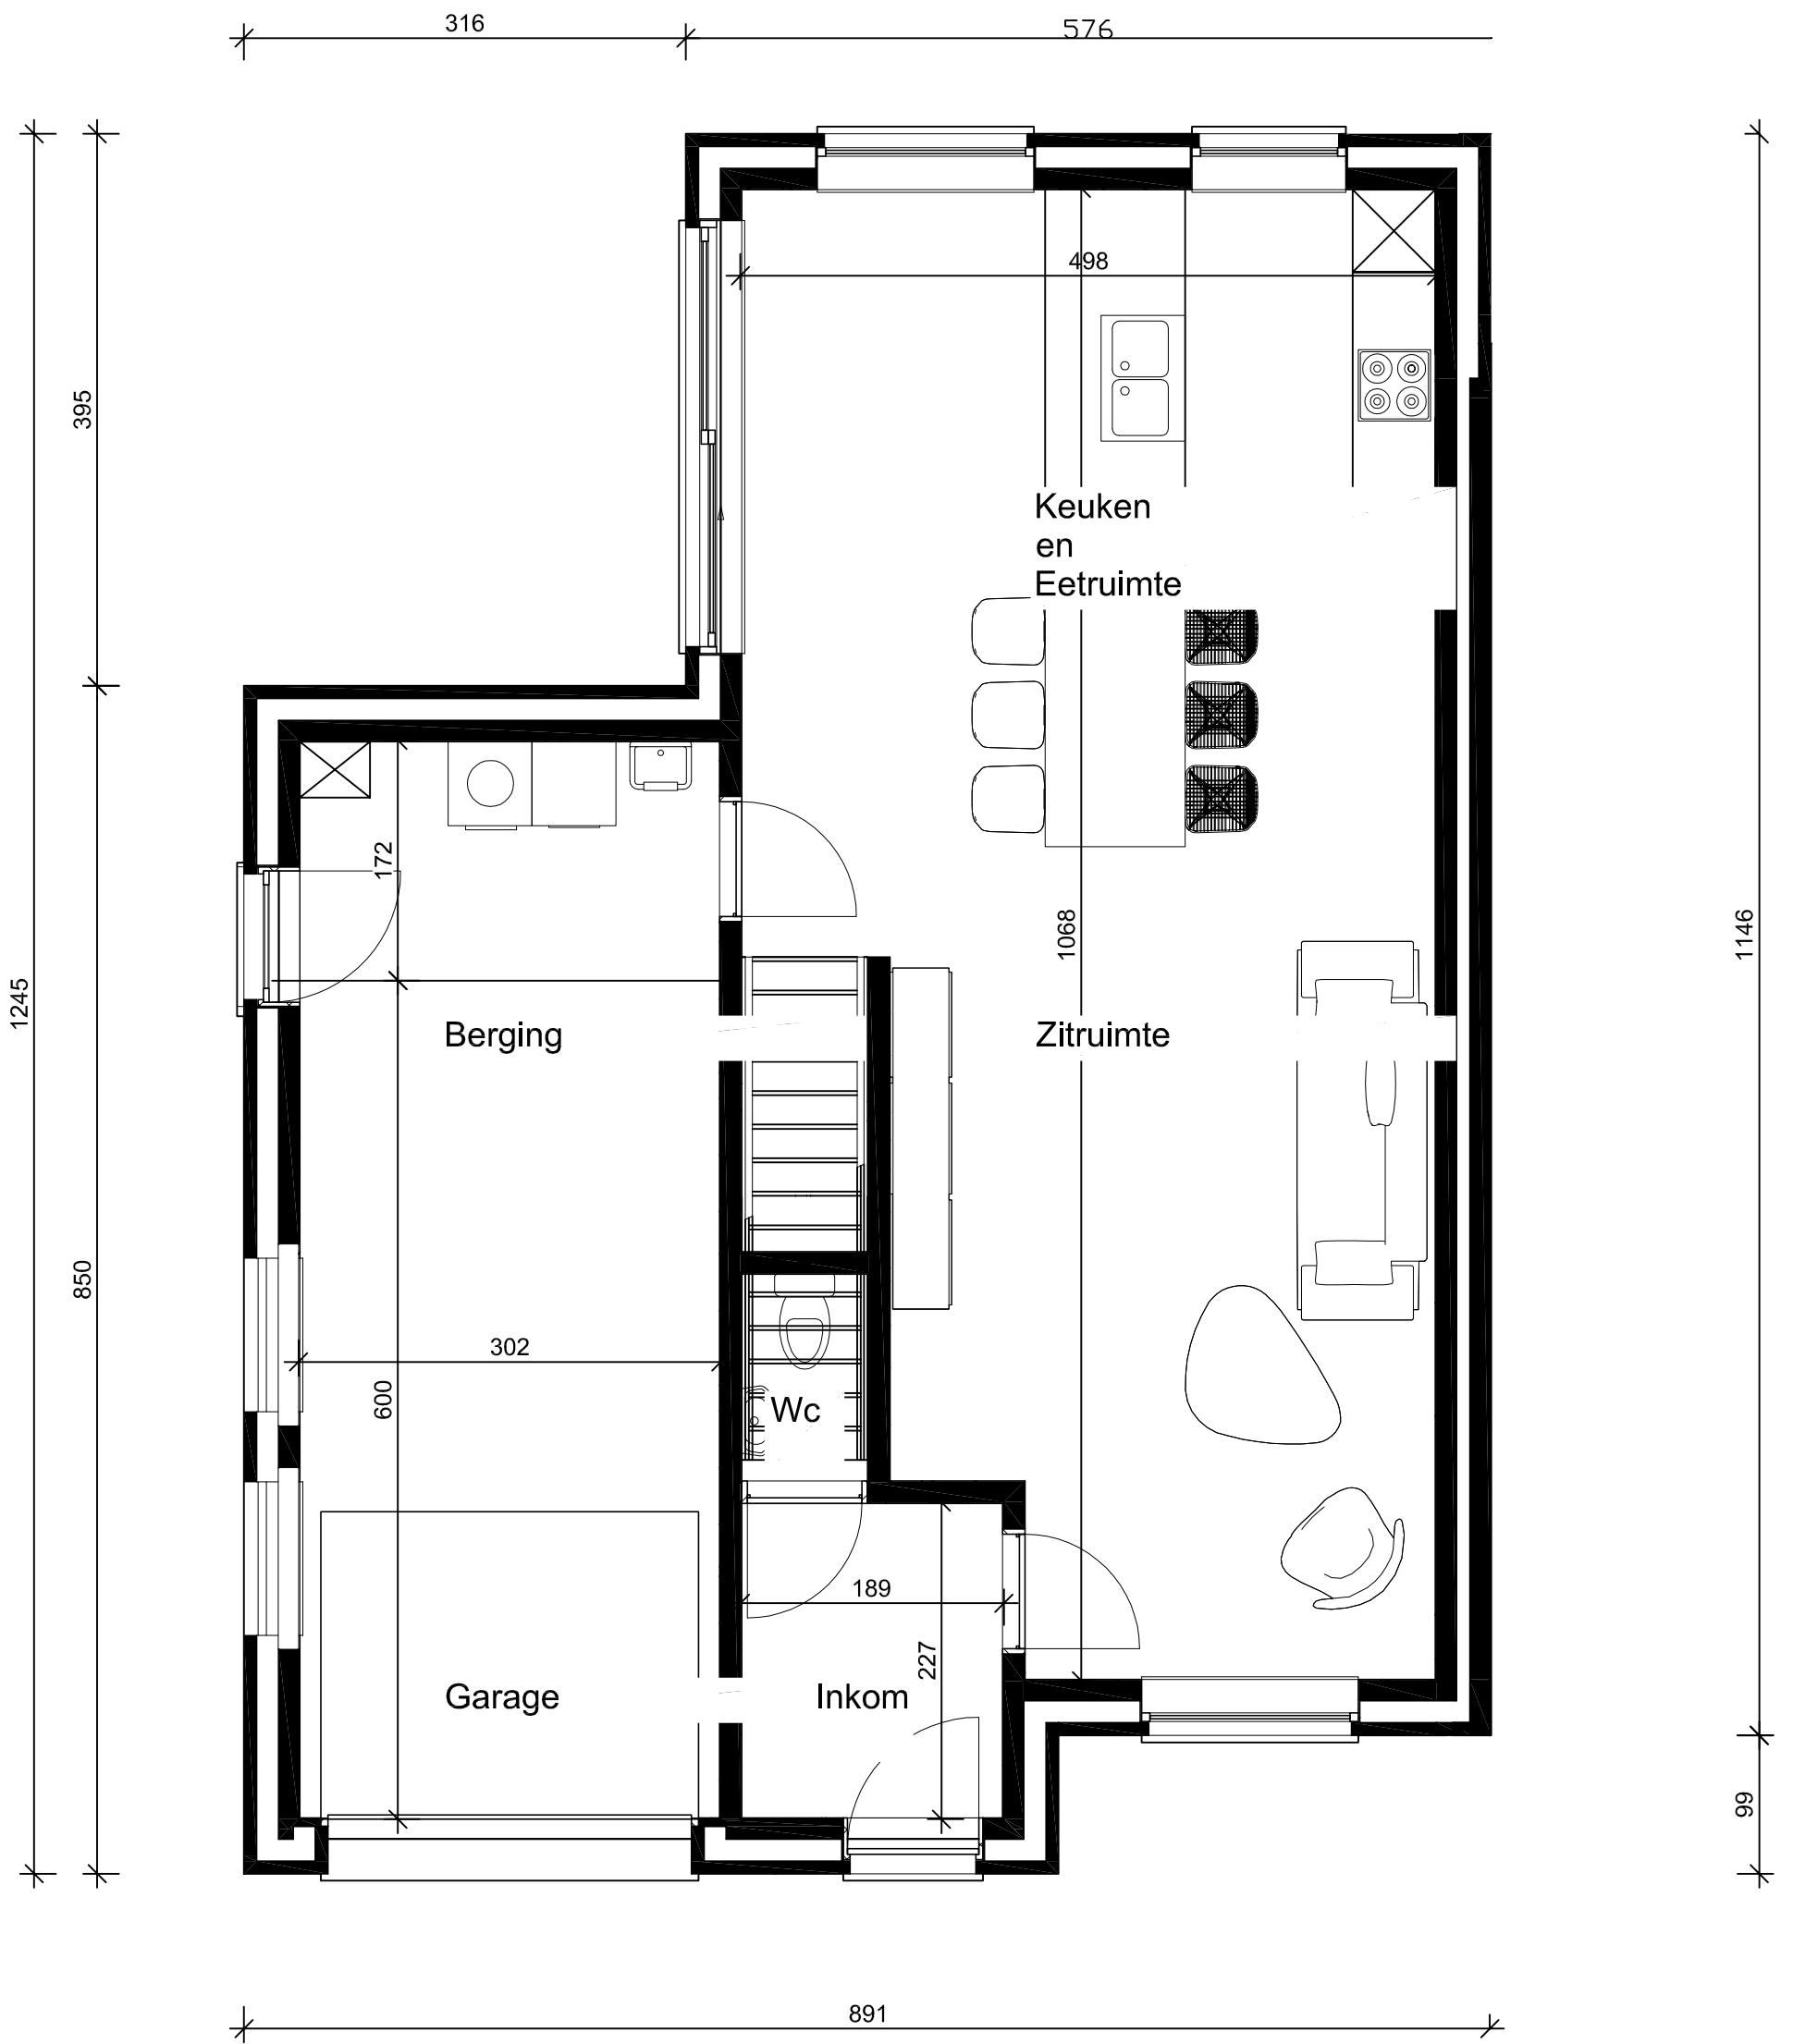 316
576
498
395
Keuken
en
Eetruimte
172
1068
1146
1245
Berging
Zitruimte
850
302
600
Wc
189
227
Garage
Inkom
99
891